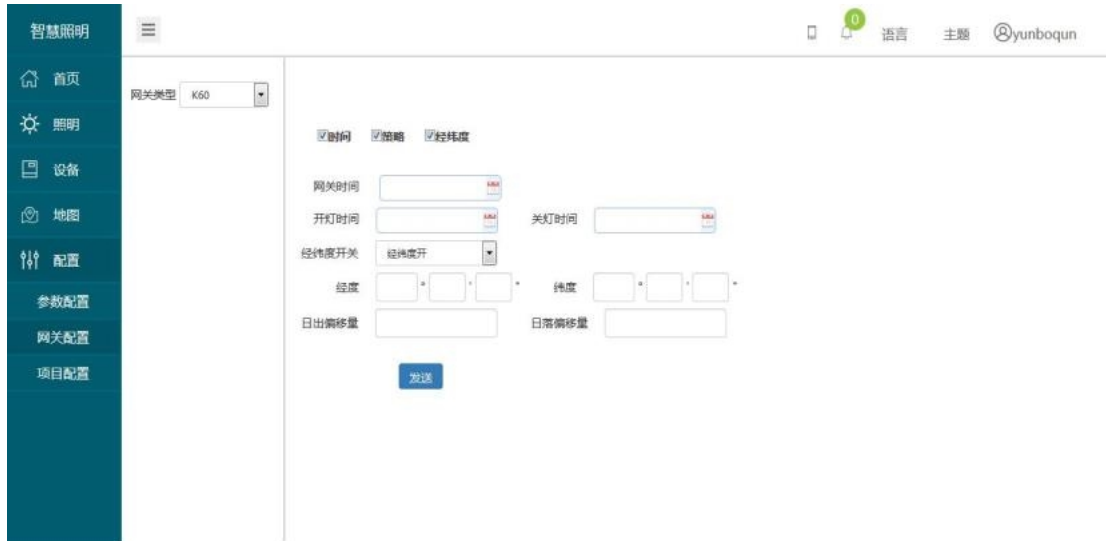 智慧照明
0
语言 主题 yunboqun
首页
照明
设备
地图
配置
参数配置
网关配置
项目配置
网关类型 K60
时间 策略 经纬度
网关时间
开灯时间 关灯时间
经纬度开关 经纬度开
经度 ° ' " 纬度 ° ' "
日出偏移量 日落偏移量
发送